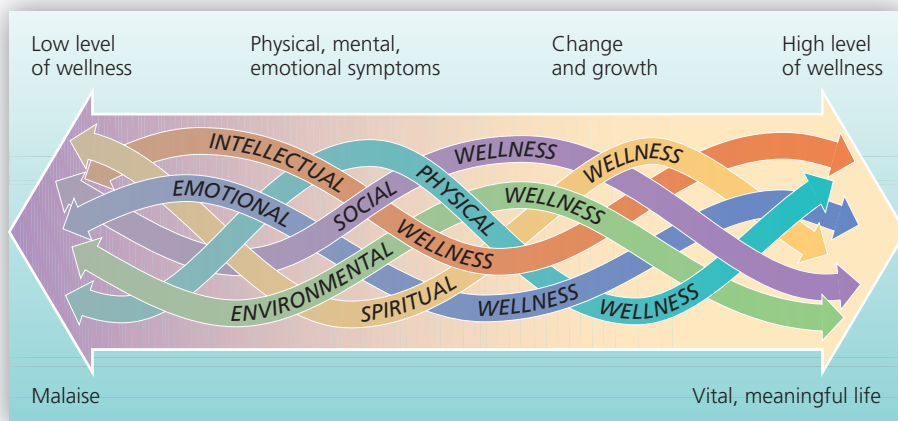 Low level
of wellness
Physical, mental,
emotional symptoms
Change
and growth
High level
of wellness
INTELLECTUAL WELLNESS
EMOTIONAL WELLNESS
SOCIAL WELLNESS
PHYSICAL WELLNESS
ENVIRONMENTAL WELLNESS
SPIRITUAL WELLNESS
Malaise
Vital, meaningful life